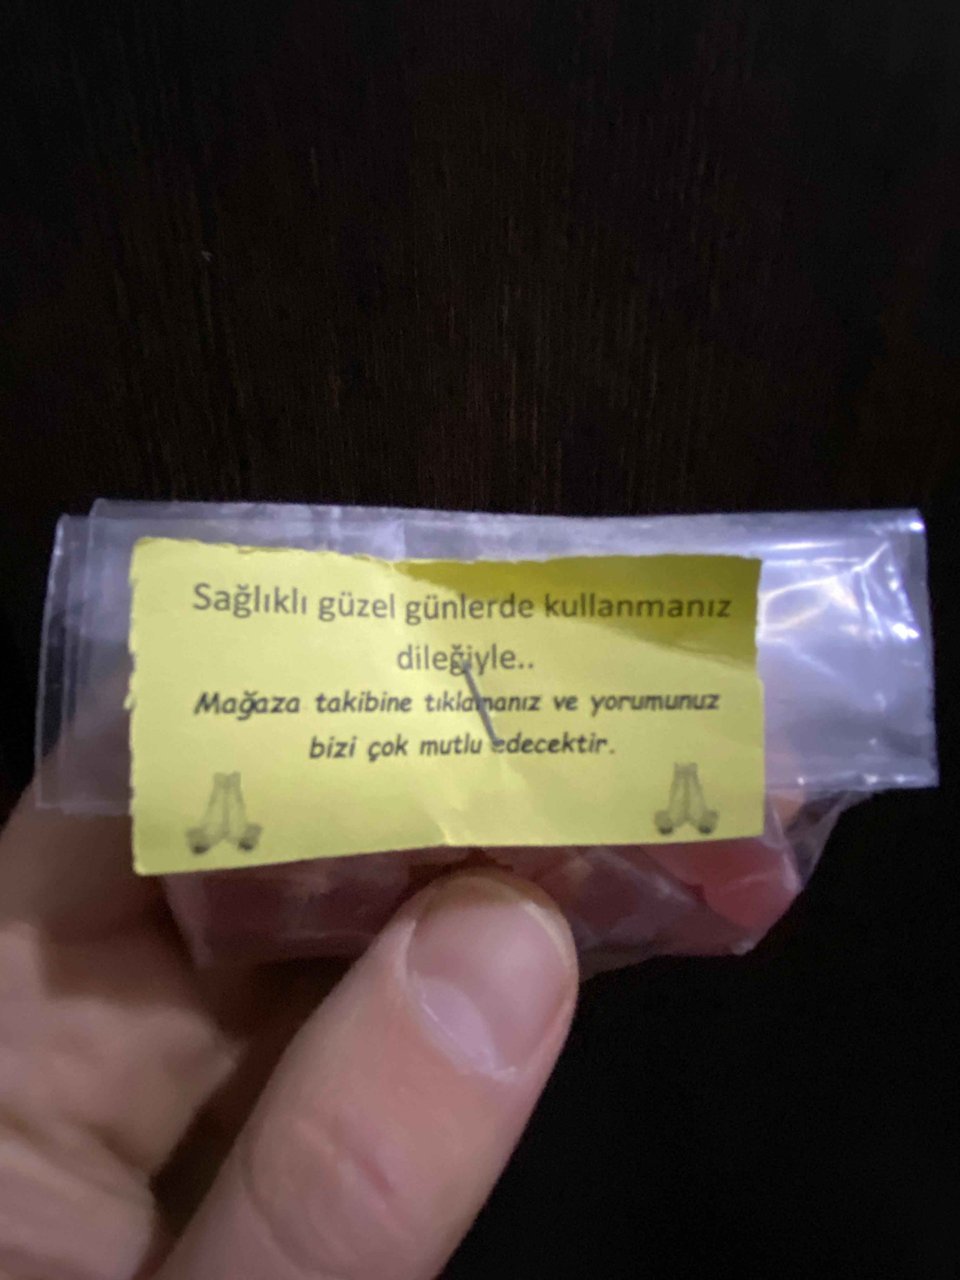 Sağlıklı güzel günlerde kullanmanız
dileğiyle..
Mağaza takibine tıklamanız ve yorumunuz
bizi çok mutlu edecektir.